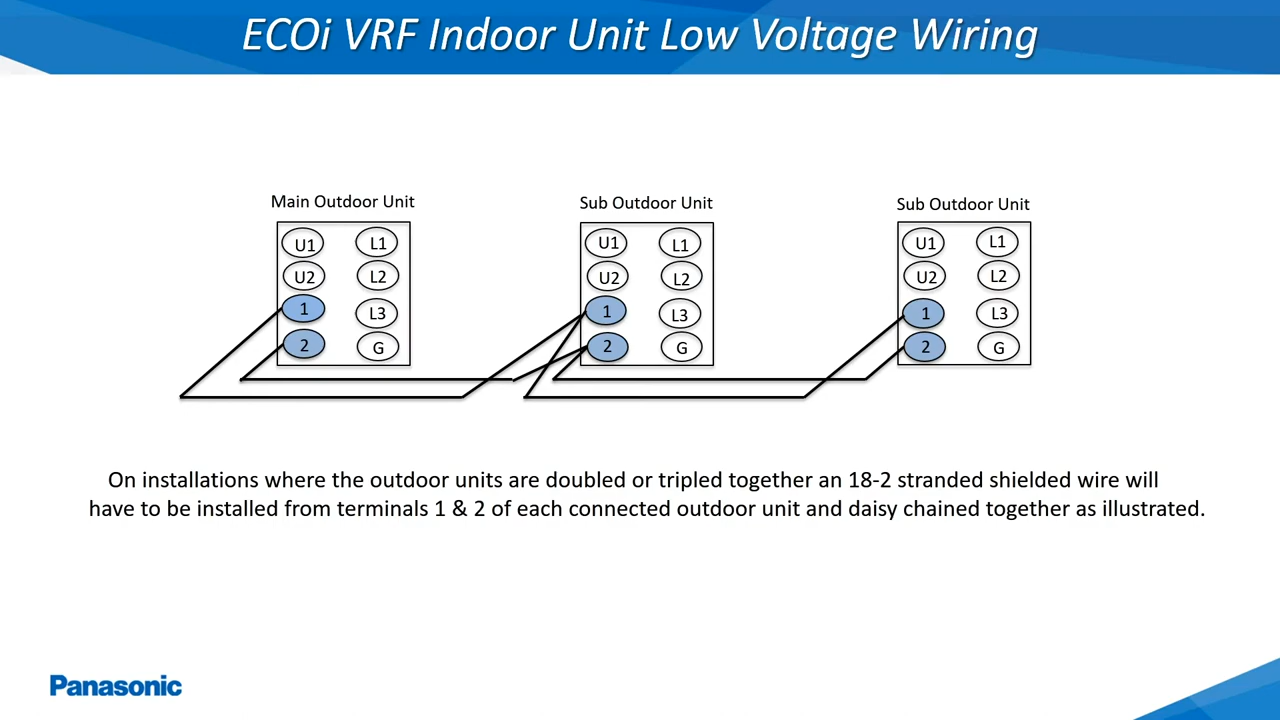 ECOi VRF Indoor Unit Low Voltage Wiring
Main Outdoor Unit
U1 L1
U2 L2
1 L3
2 G
Sub Outdoor Unit
U1 L1
U2 L2
1 L3
2 G
Sub Outdoor Unit
U1 L1
U2 L2
1 L3
2 G
On installations where the outdoor units are doubled or tripled together an 18-2 stranded shielded wire will
have to be installed from terminals 1 & 2 of each connected outdoor unit and daisy chained together as illustrated.
Panasonic